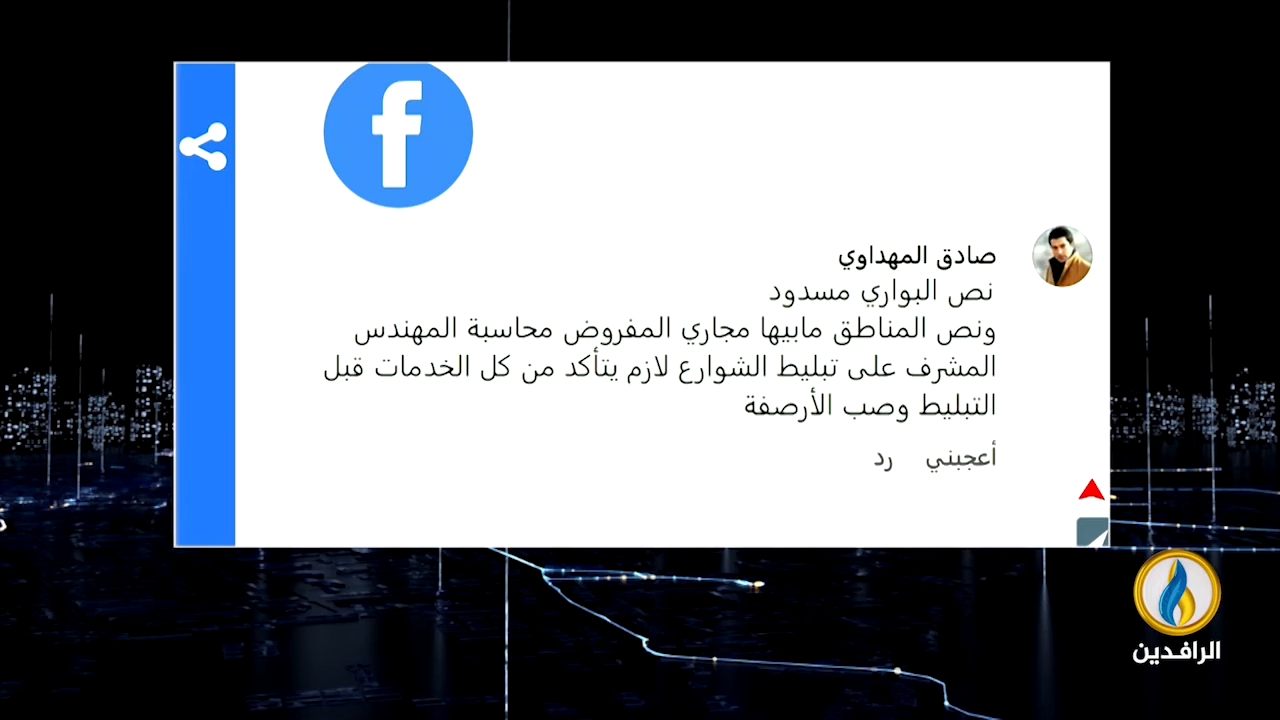 صادق المهداوي
نص البواري مسدود
ونص المناطق مابيها مجاري المفروض محاسبة المهندس
المشرف على تبليط الشوارع لازم يتأكد من كل الخدمات قبل
التبليط وصب الأرصفة
أعجبني رد
الرافدين